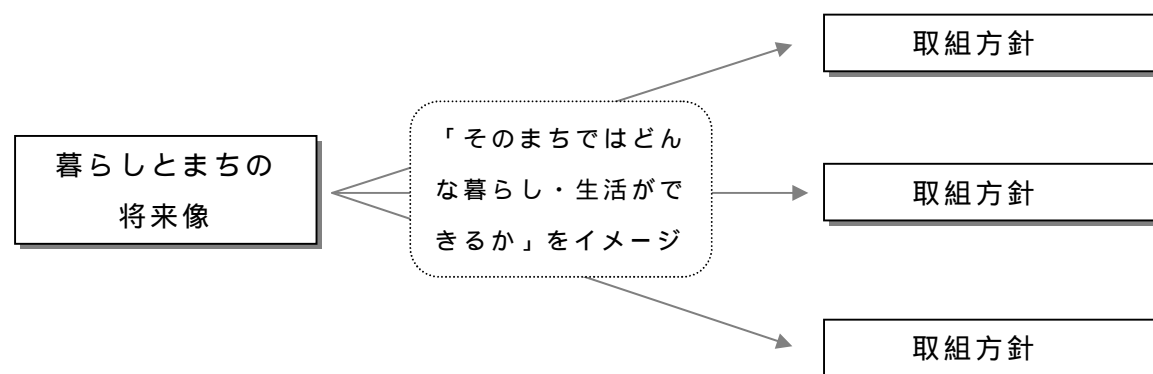 取組方針
暮らしとまちの
将来像
「そのまちではどん
な暮らし・生活がで
きるか」をイメージ
取組方針
取組方針